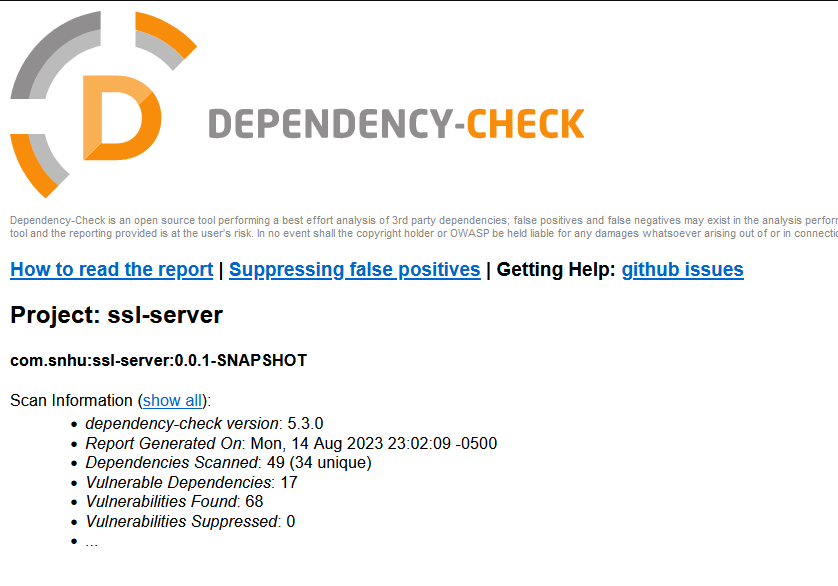 D
DEPENDENCY-CHECK
Dependency-Check is an open source tool performing a best effort analysis of 3rd party dependencies; false positives and false negatives may exist in the analysis
tool and the reporting provided is at the user's risk. In no event shall the copyright holder or OWASP be held liable for any damages whatsoever arising out of or in
How to read the report | Suppressing false positives | Getting Help: github issues
Project: ssl-server
com.snhu:ssl-server:0.0.1-SNAPSHOT
Scan Information (show all):
• dependency-check version: 5.3.0
• Report Generated On: Mon, 14 Aug 2023 23:02:09 -0500
• Dependencies Scanned: 49 (34 unique)
• Vulnerable Dependencies: 17
• Vulnerabilities Found: 68
• Vulnerabilities Suppressed: 0
• ...